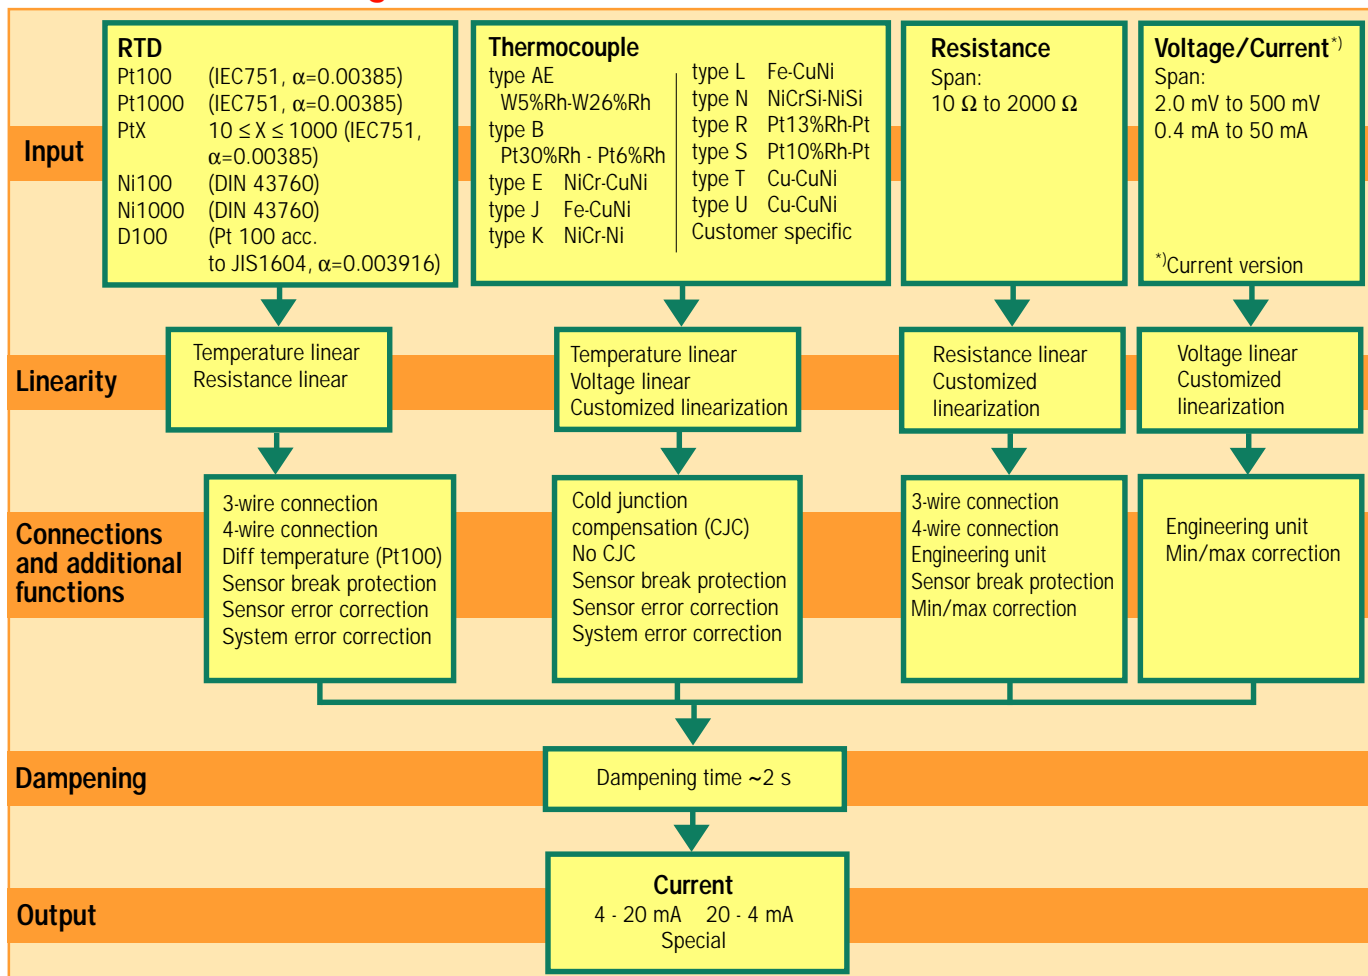 RTD
Pt100 (IEC751, α=0.00385)
Pt1000 (IEC751, α=0.00385)
PtX 10 ≤ X ≤ 1000 (IEC751,
α=0.00385)
Ni100 (DIN 43760)
Ni1000 (DIN 43760)
D100 (Pt 100 acc.
to JIS1604, α=0.003916)
Thermocouple
type AE
W5%Rh-W26%Rh
type B
Pt30%Rh - Pt6%Rh
type E NiCr-CuNi
type J Fe-CuNi
type K NiCr-Ni
type L Fe-CuNi
type N NiCrSi-NiSi
type R Pt13%Rh-Pt
type S Pt10%Rh-Pt
type T Cu-CuNi
type U Cu-CuNi
Customer specific
Resistance
Span:
10 Ω to 2000 Ω
Voltage/Current*)
Span:
2.0 mV to 500 mV
0.4 mA to 50 mA
*)Current version
Input
Linearity
Temperature linear
Resistance linear
Temperature linear
Voltage linear
Customized linearization
Resistance linear
Customized
linearization
Voltage linear
Customized
linearization
Connections
and additional
functions
3-wire connection
4-wire connection
Diff temperature (Pt100)
Sensor break protection
Sensor error correction
System error correction
Cold junction
compensation (CJC)
No CJC
Sensor break protection
Sensor error correction
System error correction
3-wire connection
4-wire connection
Engineering unit
Sensor break protection
Min/max correction
Engineering unit
Min/max correction
Dampening
Dampening time ~2 s
Output
Current
4 - 20 mA 20 - 4 mA
Special